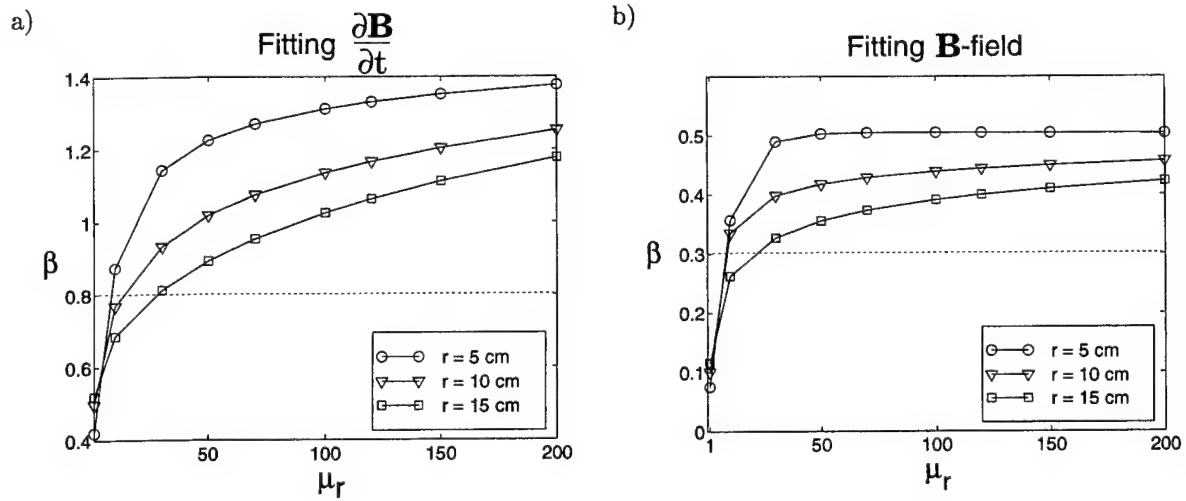 a)
Fitting ∂B/∂t
1.4
1.2
1
β
0.8
0.6
0.4
50
100
150
200
μr
r = 5 cm
r = 10 cm
r = 15 cm
b)
Fitting B-field
0.5
0.4
0.3
β
0.2
0.1
0
1
50
100
150
200
μr
r = 5 cm
r = 10 cm
r = 15 cm